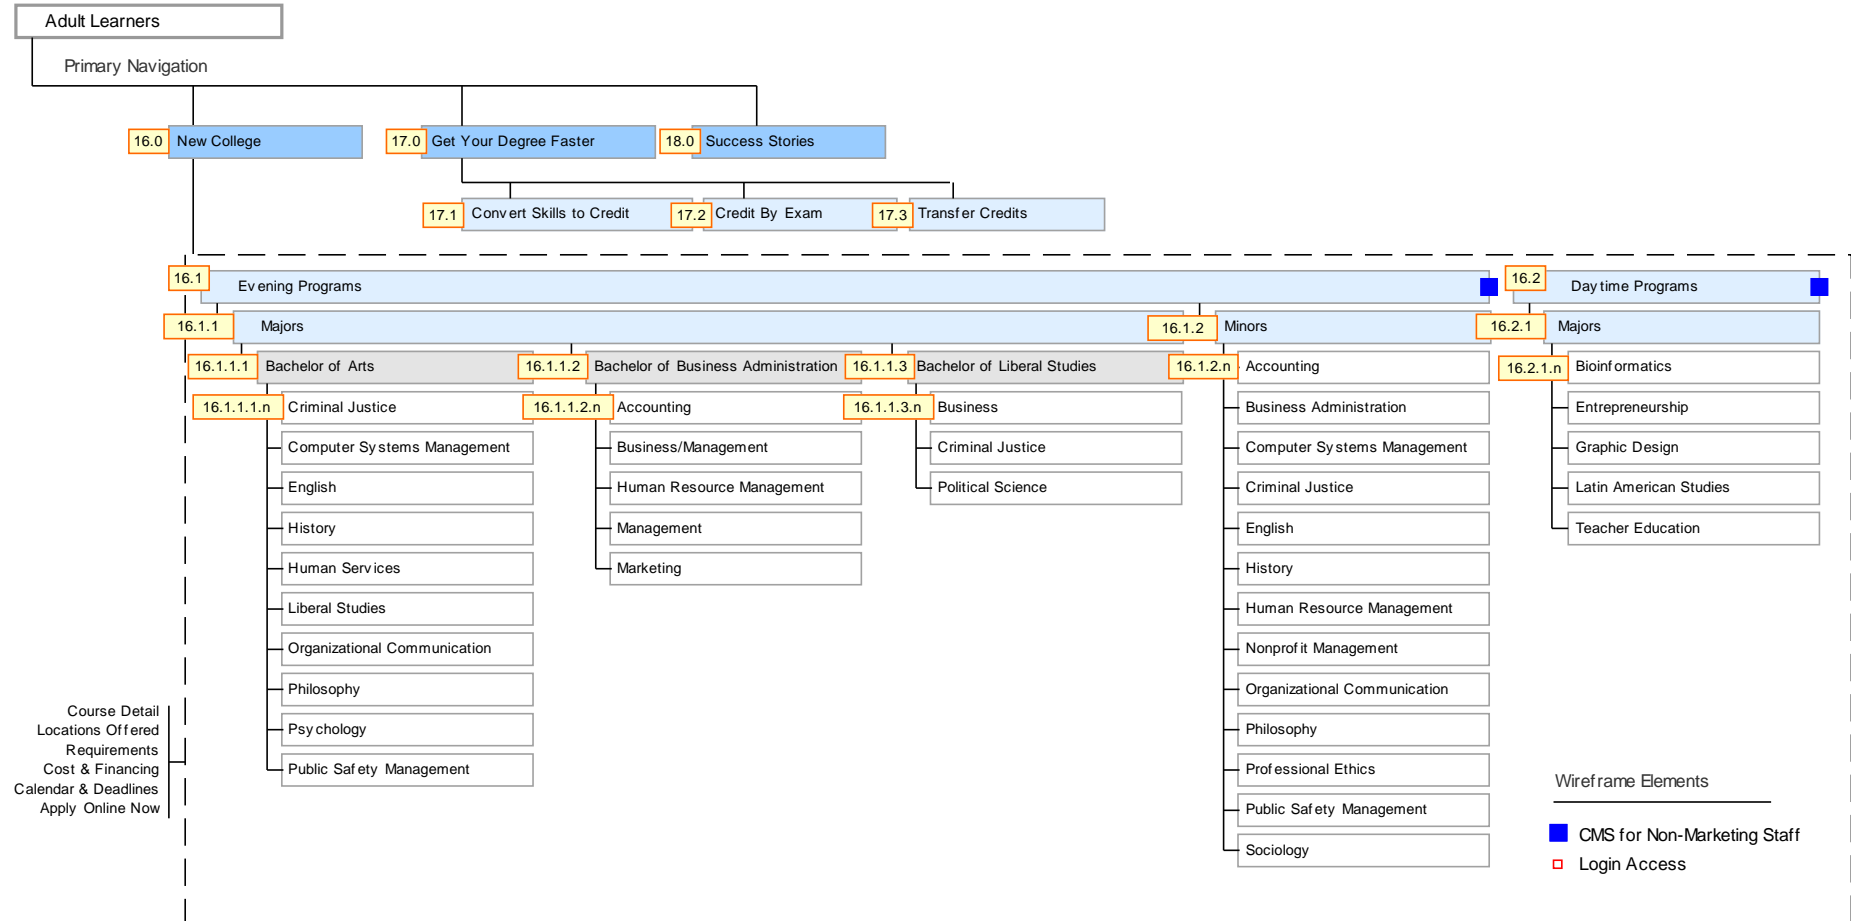 Adult Learners
Primary Navigation
16.0 New College
17.0 Get Your Degree Faster
18.0 Success Stories
17.1 Convert Skills to Credit
17.2 Credit By Exam
17.3 Transfer Credits
16.1 Evening Programs
16.2 Daytime Programs
16.1.1 Majors
16.1.2 Minors
16.2.1 Majors
16.1.1.1 Bachelor of Arts
16.1.1.1.n Criminal Justice
Computer Systems Management
English
History
Human Services
Liberal Studies
Organizational Communication
Philosophy
Psychology
Public Safety Management
16.1.1.2 Bachelor of Business Administration
16.1.1.2.n Accounting
Business/Management
Human Resource Management
Management
Marketing
16.1.1.3 Bachelor of Liberal Studies
16.1.1.3.n Business
Criminal Justice
Political Science
16.1.2.n Accounting
Business Administration
Computer Systems Management
Criminal Justice
English
History
Human Resource Management
Nonprofit Management
Organizational Communication
Philosophy
Professional Ethics
Public Safety Management
Sociology
16.2.1.n Bioinformatics
Entrepreneurship
Graphic Design
Latin American Studies
Teacher Education
Course Detail
Locations Offered
Requirements
Cost & Financing
Calendar & Deadlines
Apply Online Now
Wireframe Elements
CMS for Non-Marketing Staff
Login Access